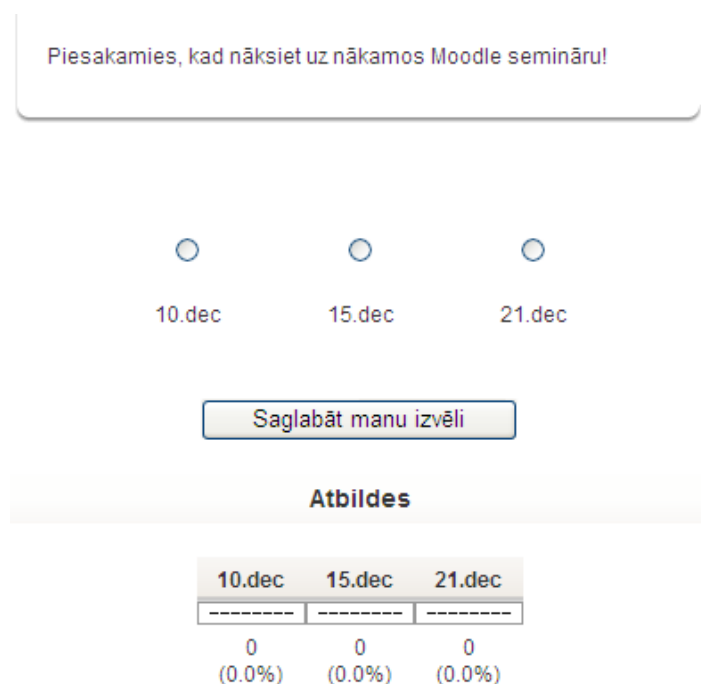 Piesakamies, kad nāksiet uz nākamos Moodle semināru!
10.dec 15.dec 21.dec
Saglabāt manu izvēli
Atbildes
10.dec 15.dec 21.dec
-------- -------- --------
0 0 0
(0.0%) (0.0%) (0.0%)